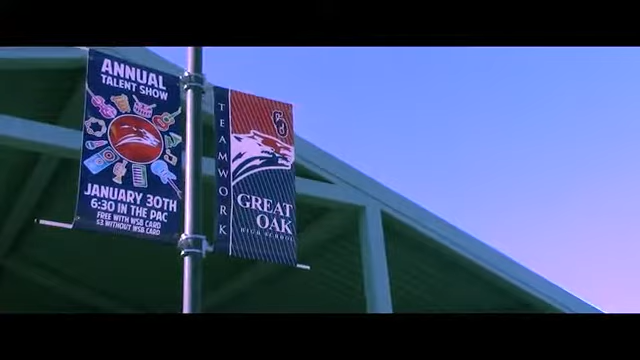 ANNUAL
TALENT SHOW
JANUARY 30TH
6:30 IN THE PAC
FREE WITH WSB CARD
$3 WITHOUT WSB CARD
TEAMWORK
GO
GREAT
OAK
HIGH SCHOOL